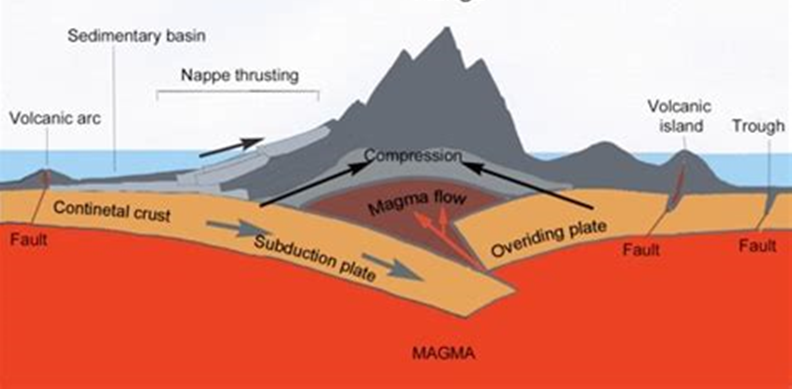 Sedimentary basin
Nappe thrusting
Volcanic arc
Volcanic
island
Trough
Compression
Magma flow
Continetal crust
Subduction plate
Overiding plate
Fault
Fault
Fault
MAGMA